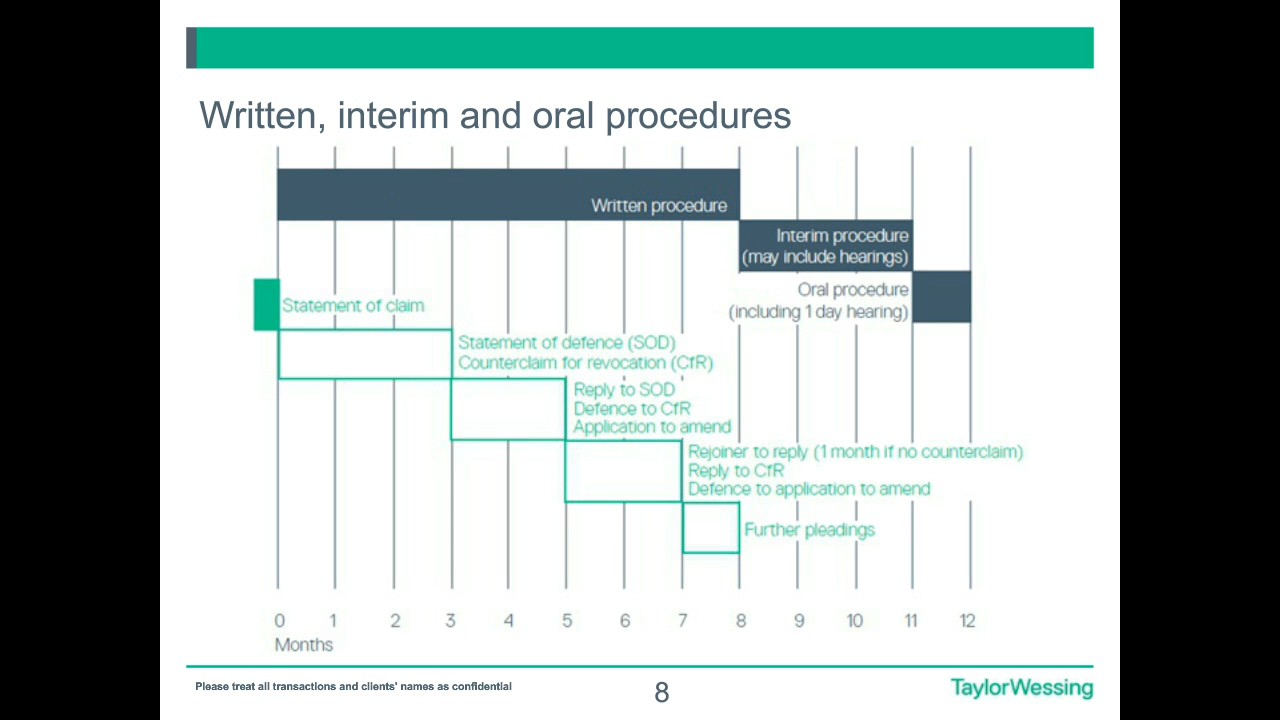 Written, interim and oral procedures
Written procedure
Interim procedure
(may include hearings)
Oral procedure
(including 1 day hearing)
Statement of claim
Statement of defence (SOD)
Counterclaim for revocation (CfR)
Reply to SOD
Defence to CfR
Application to amend
Rejoiner to reply (1 month if no counterclaim)
Reply to CfR
Defence to application to amend
Further pleadings
0 1 2 3 4 5 6 7 8 9 10 11 12
Months
Please treat all transactions and clients' names as confidential
8
TaylorWessing